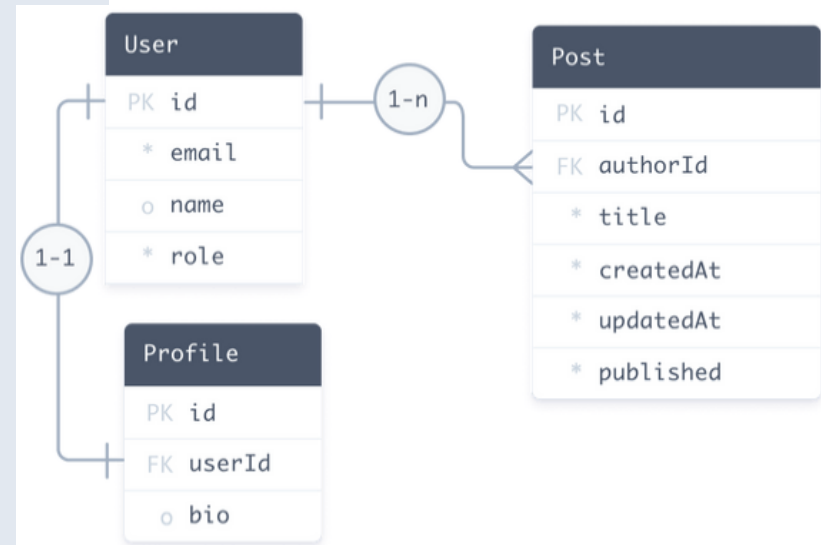 User
PK id
* email
o name
* role
1-n
Post
PK id
FK authorId
* title
* createdAt
* updatedAt
* published
1-1
Profile
PK id
FK userId
o bio